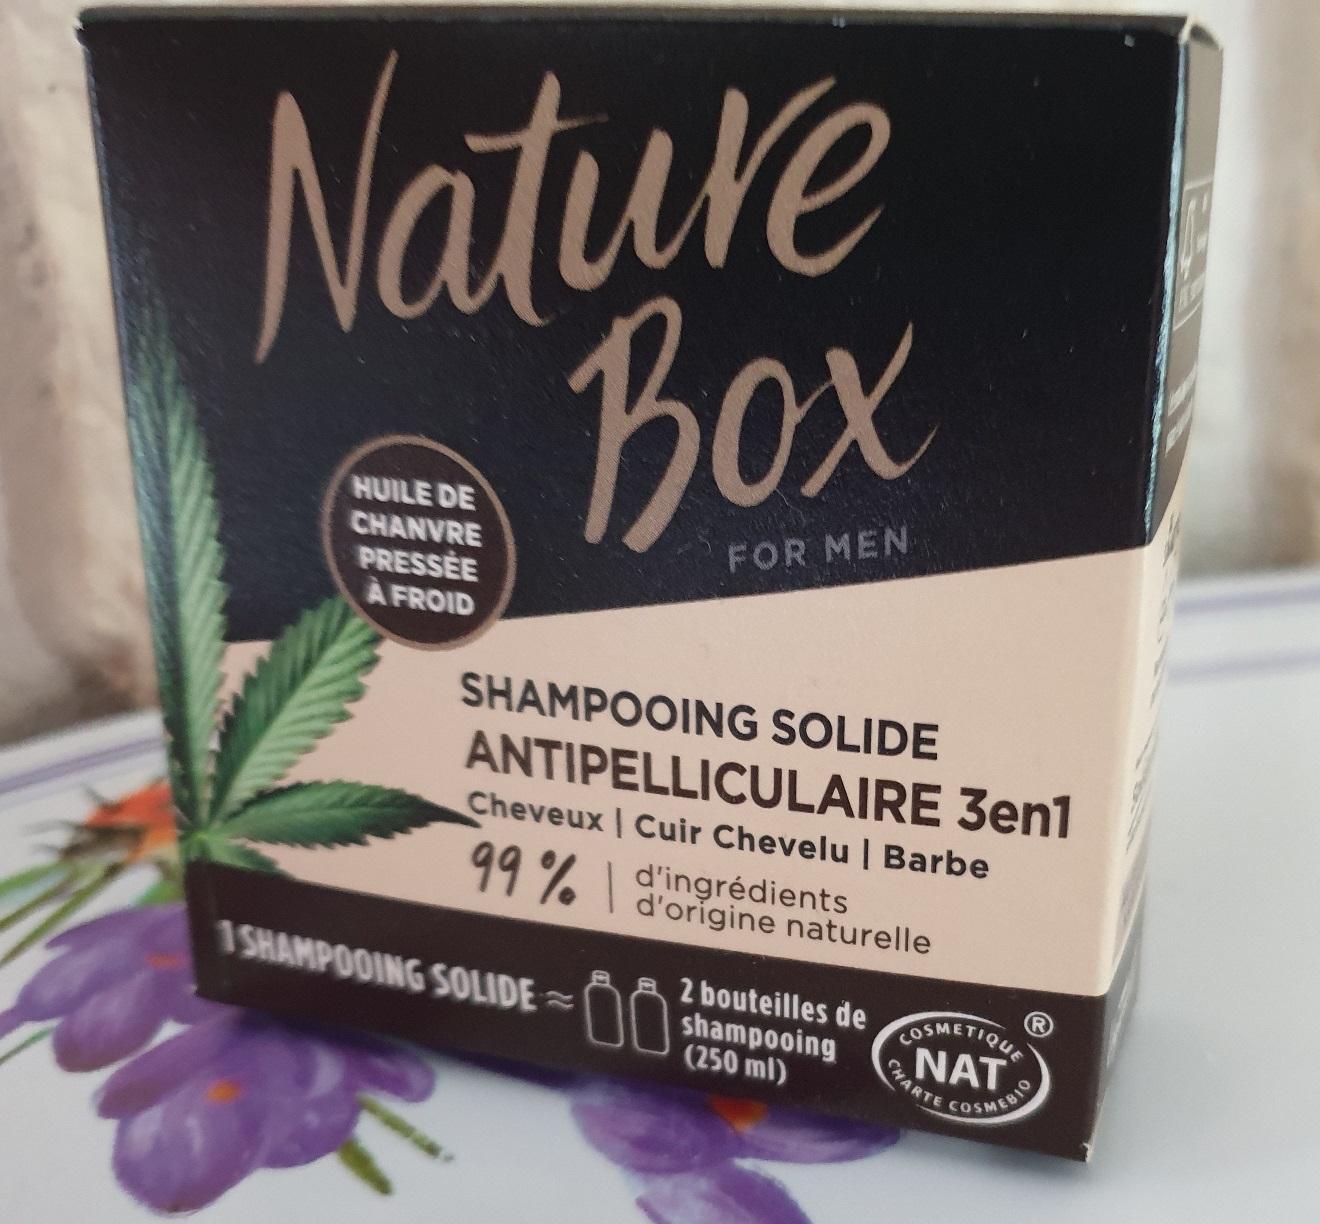 Nature
Box
FOR MEN
HUILE DE
CHANVRE
PRESSÉE
À FROID
SHAMPOOING SOLIDE
ANTIPELLICULAIRE 3en1
Cheveux | Cuir Chevelu | Barbe
99 % | d'ingrédients
d'origine naturelle
1 SHAMPOOING SOLIDE ≈ 2 bouteilles de
shampooing
(250 ml)
COSMETIQUE
NAT
CHARTE COSMEBIO
®